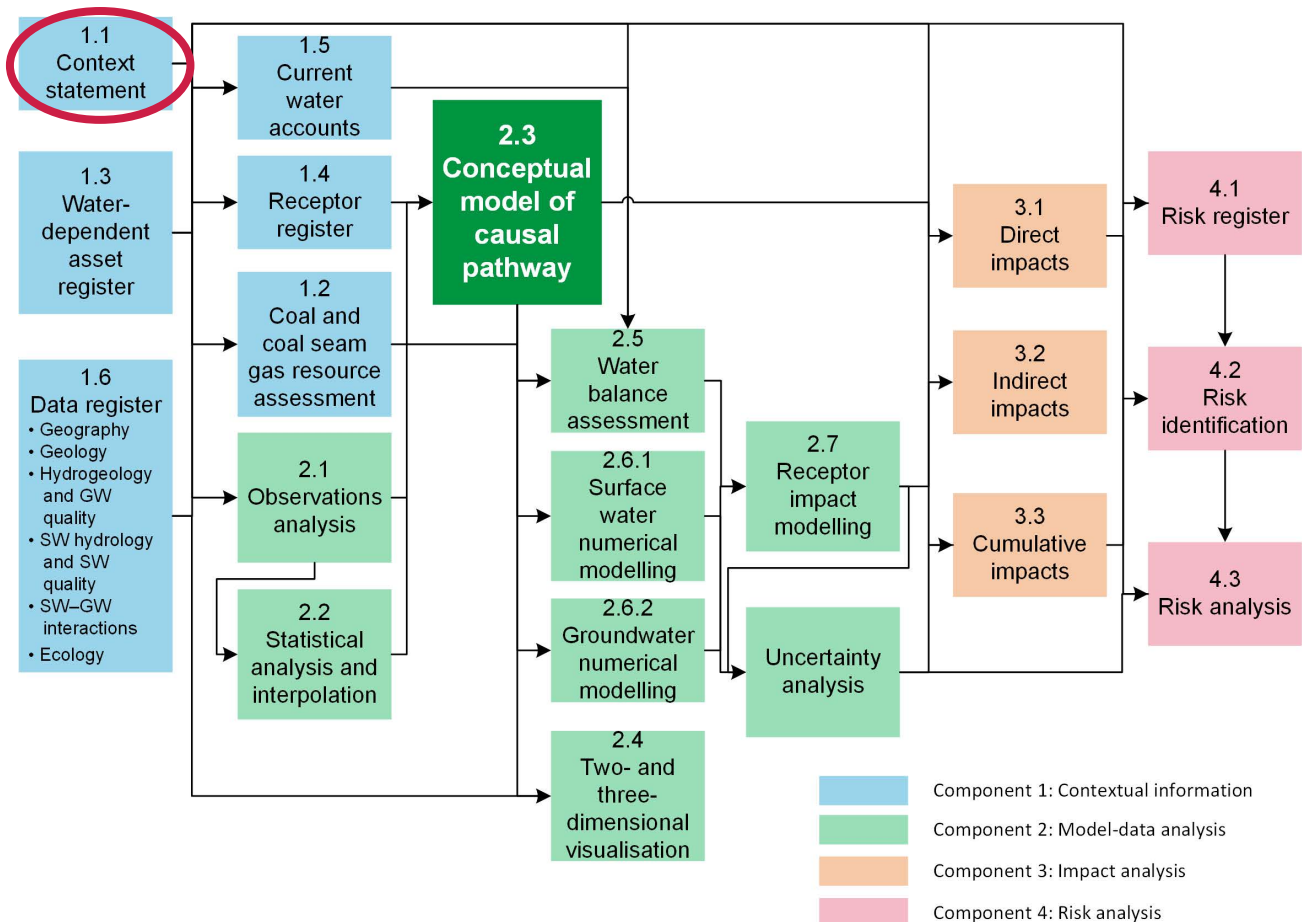 1.1
Context
statement
1.3
Water-
dependent
asset
register
1.6
Data register
• Geography
• Geology
• Hydrogeology
and GW
quality
• SW hydrology
and SW
quality
• SW–GW
interactions
• Ecology
1.5
Current
water
accounts
1.4
Receptor
register
1.2
Coal and
coal seam
gas resource
assessment
2.1
Observations
analysis
2.2
Statistical
analysis and
interpolation
2.3
Conceptual
model of
causal
pathway
2.5
Water
balance
assessment
2.6.1
Surface
water
numerical
modelling
2.6.2
Groundwater
numerical
modelling
2.4
Two- and
three-
dimensional
visualisation
2.7
Receptor
impact
modelling
Uncertainty
analysis
3.1
Direct
impacts
3.2
Indirect
impacts
3.3
Cumulative
impacts
4.1
Risk register
4.2
Risk
identification
4.3
Risk analysis
Component 1: Contextual information
Component 2: Model-data analysis
Component 3: Impact analysis
Component 4: Risk analysis